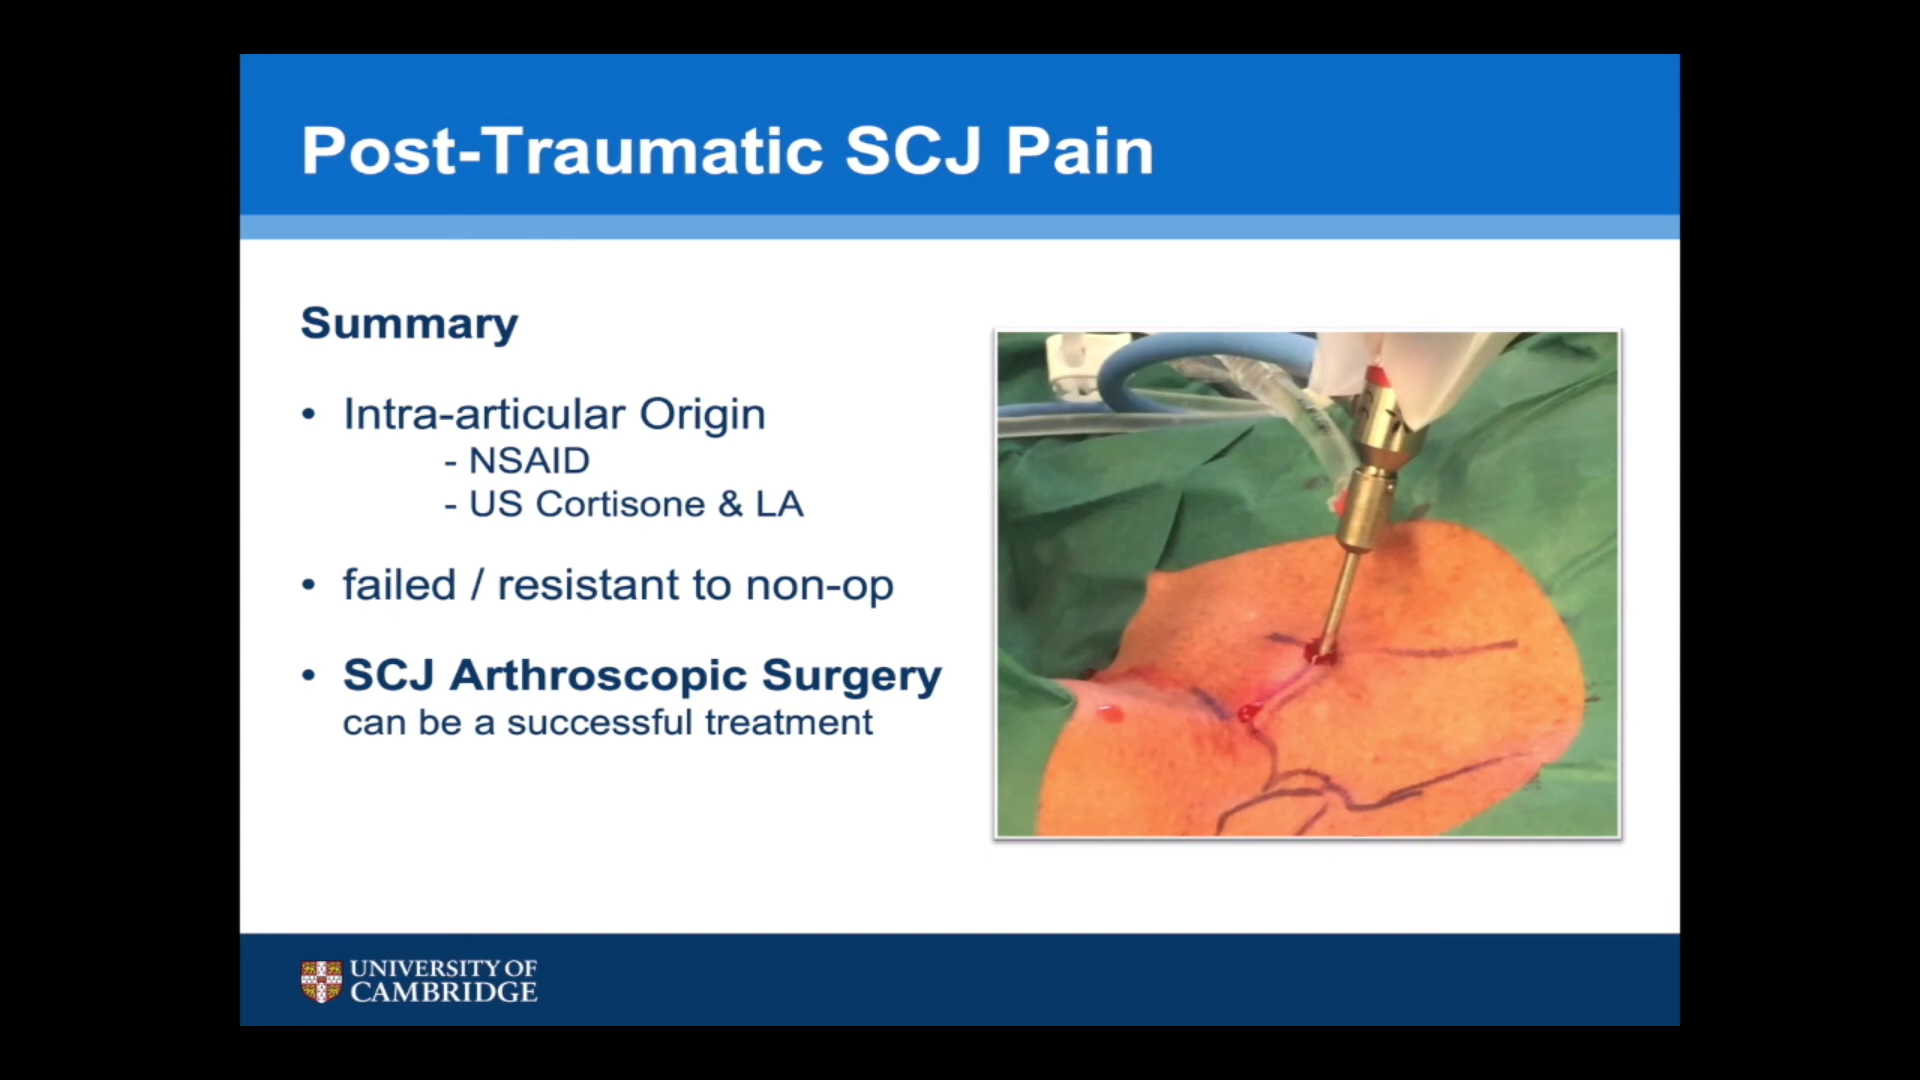 Post-Traumatic SCJ Pain
Summary
• Intra-articular Origin
- NSAID
- US Cortisone & LA
• failed / resistant to non-op
• SCJ Arthroscopic Surgery
can be a successful treatment
UNIVERSITY OF
CAMBRIDGE